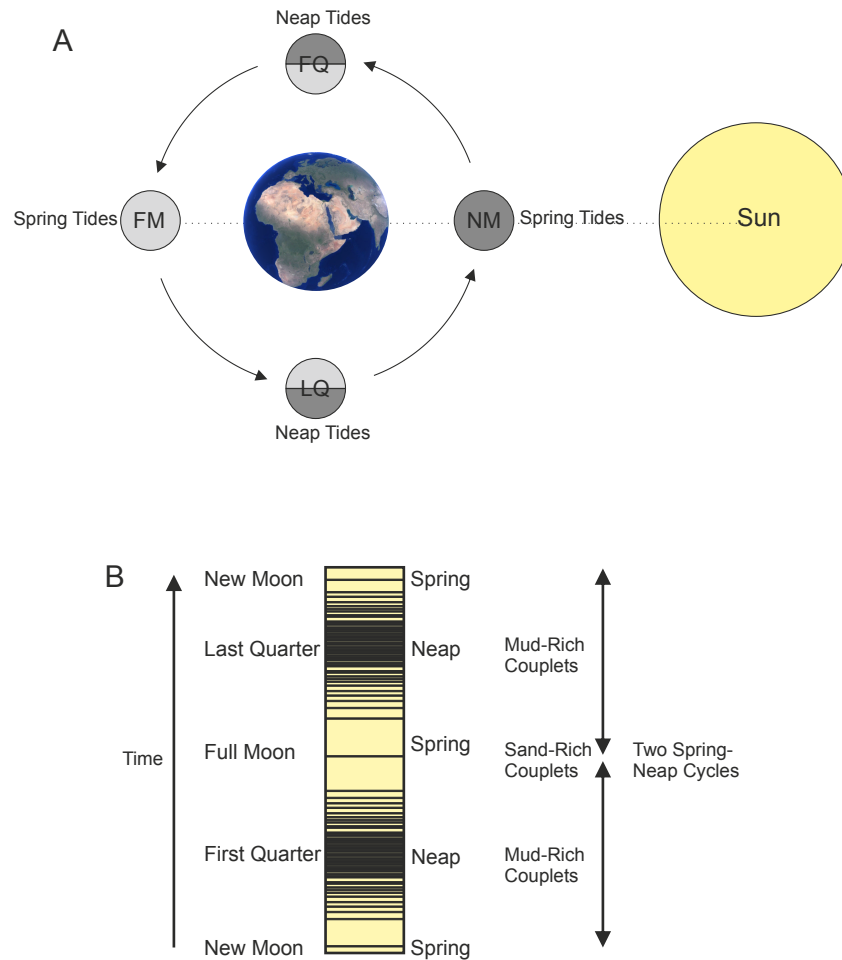 A
Neap Tides
FQ
Spring Tides
FM
NM
Spring Tides
Sun
LQ
Neap Tides
B
New Moon
Spring
Last Quarter
Neap
Mud-Rich
Couplets
Time
Full Moon
Spring
Sand-Rich
Couplets
Two Spring-
Neap Cycles
First Quarter
Neap
Mud-Rich
Couplets
New Moon
Spring